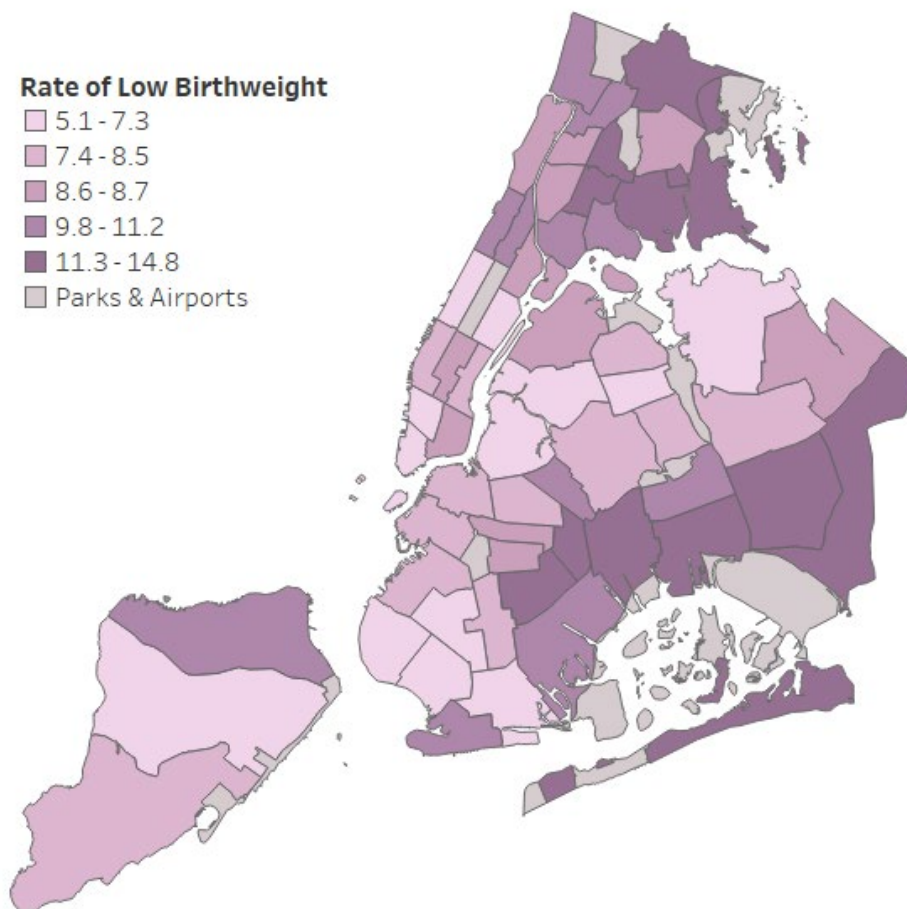 Rate of Low Birthweight
5.1 - 7.3
7.4 - 8.5
8.6 - 8.7
9.8 - 11.2
11.3 - 14.8
Parks & Airports